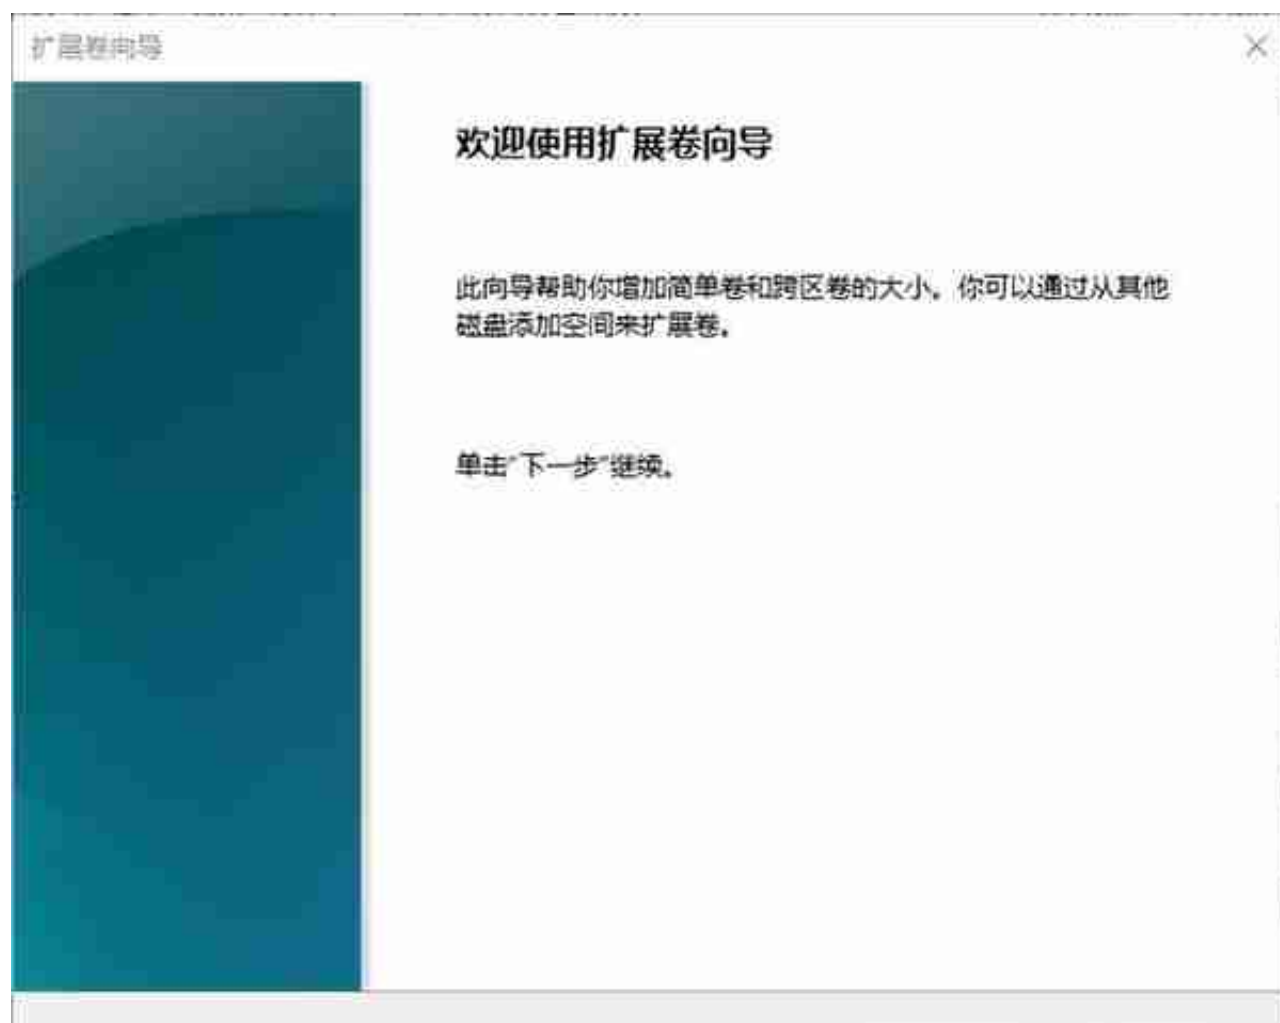 扩展卷向导
欢迎使用扩展卷向导
此向导帮助你增加简单卷和跨区卷的大小。你可以通过从其他
磁盘添加空间来扩展卷。
单击"下一步"继续。